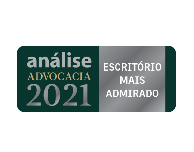 análise
ADVOCACIA
2021
ESCRITÓRIO
MAIS
ADMIRADO